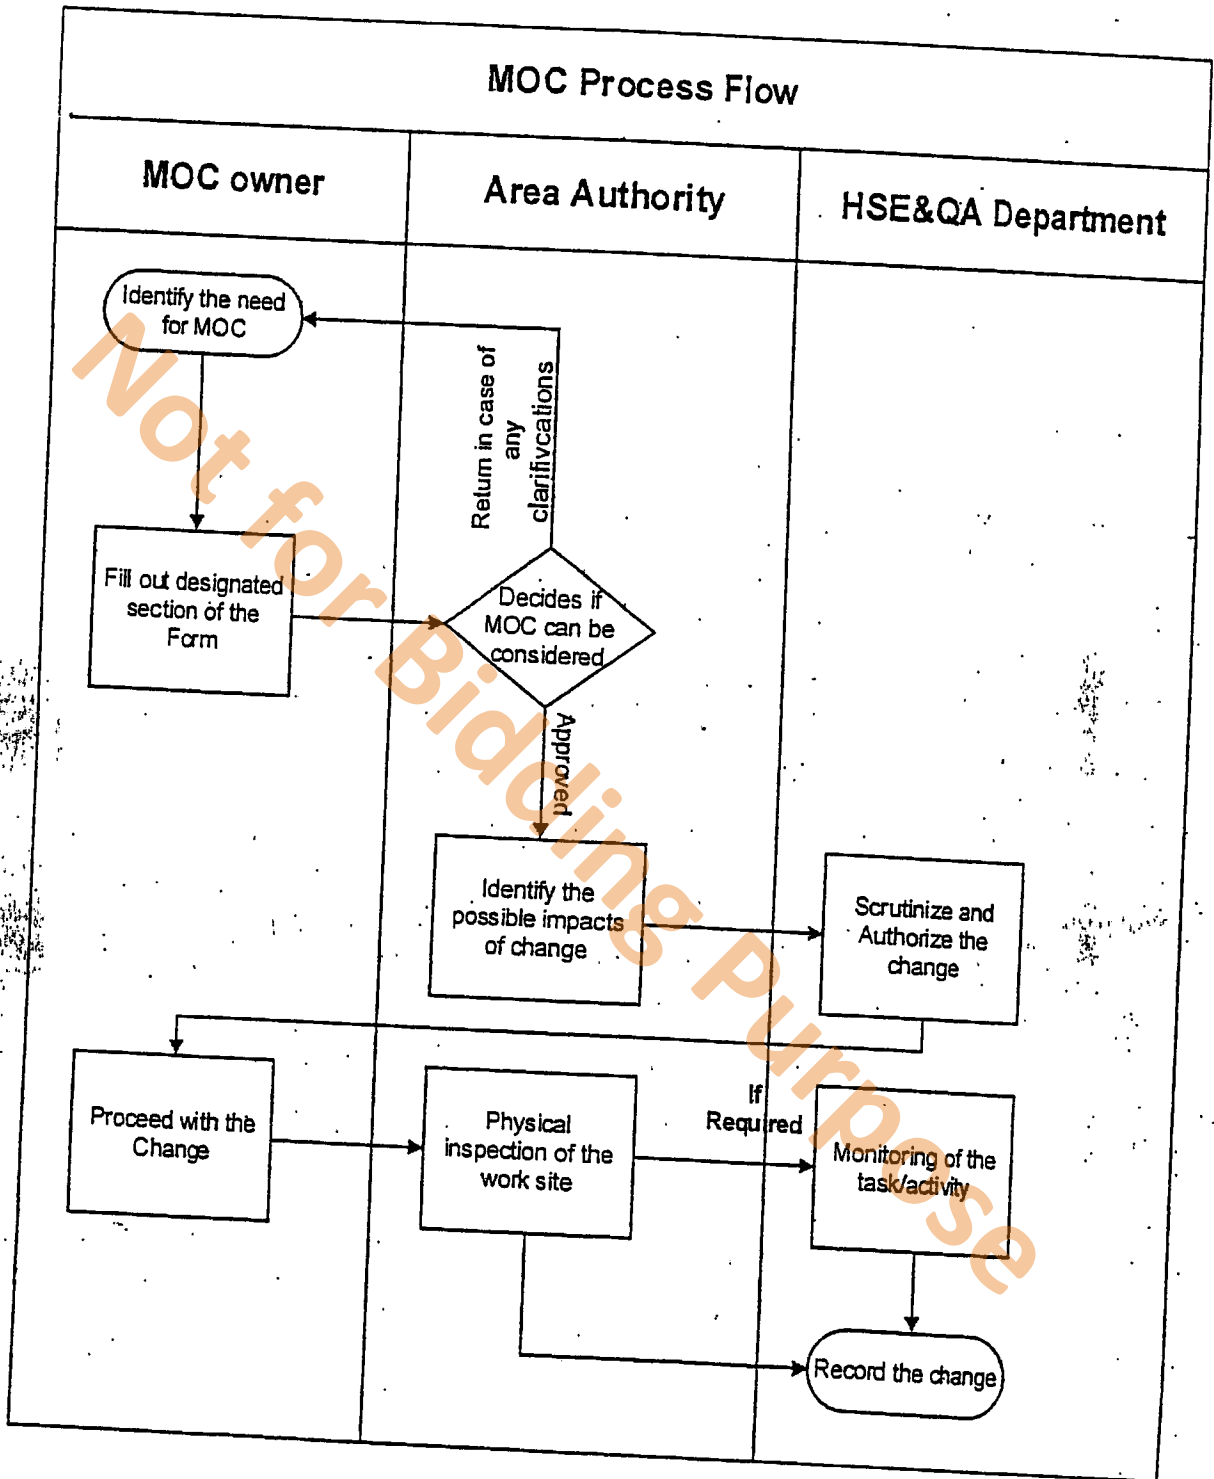 MOC Process Flow
MOC owner
Area Authority
HSE&QA Department
Identify the need
for MOC
Return in case of
any
clarifivcations
Fill out designated
section of the
Form
Decides if
MOC can be
considered
Approved
Identify the
possible impacts
of change
Scrutinize and
Authorize the
change
Proceed with the
Change
Physical
inspection of the
work site
If
Required
Monitoring of the
task/activity
Record the change
Not for Bidding Purpose